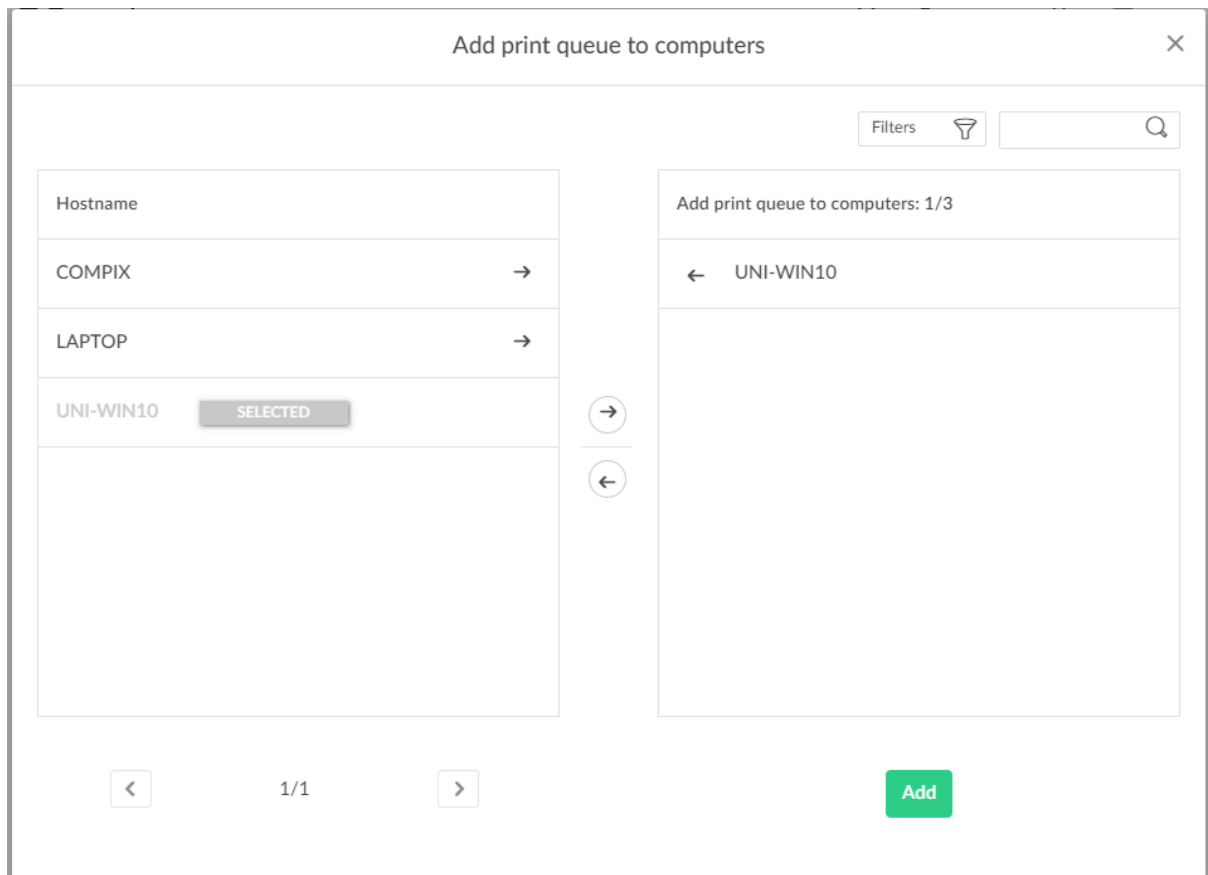 Add print queue to computers
Filters
Hostname
Add print queue to computers: 1/3
COMPIX
UNI-WIN10
LAPTOP
UNI-WIN10 SELECTED
1/1
Add